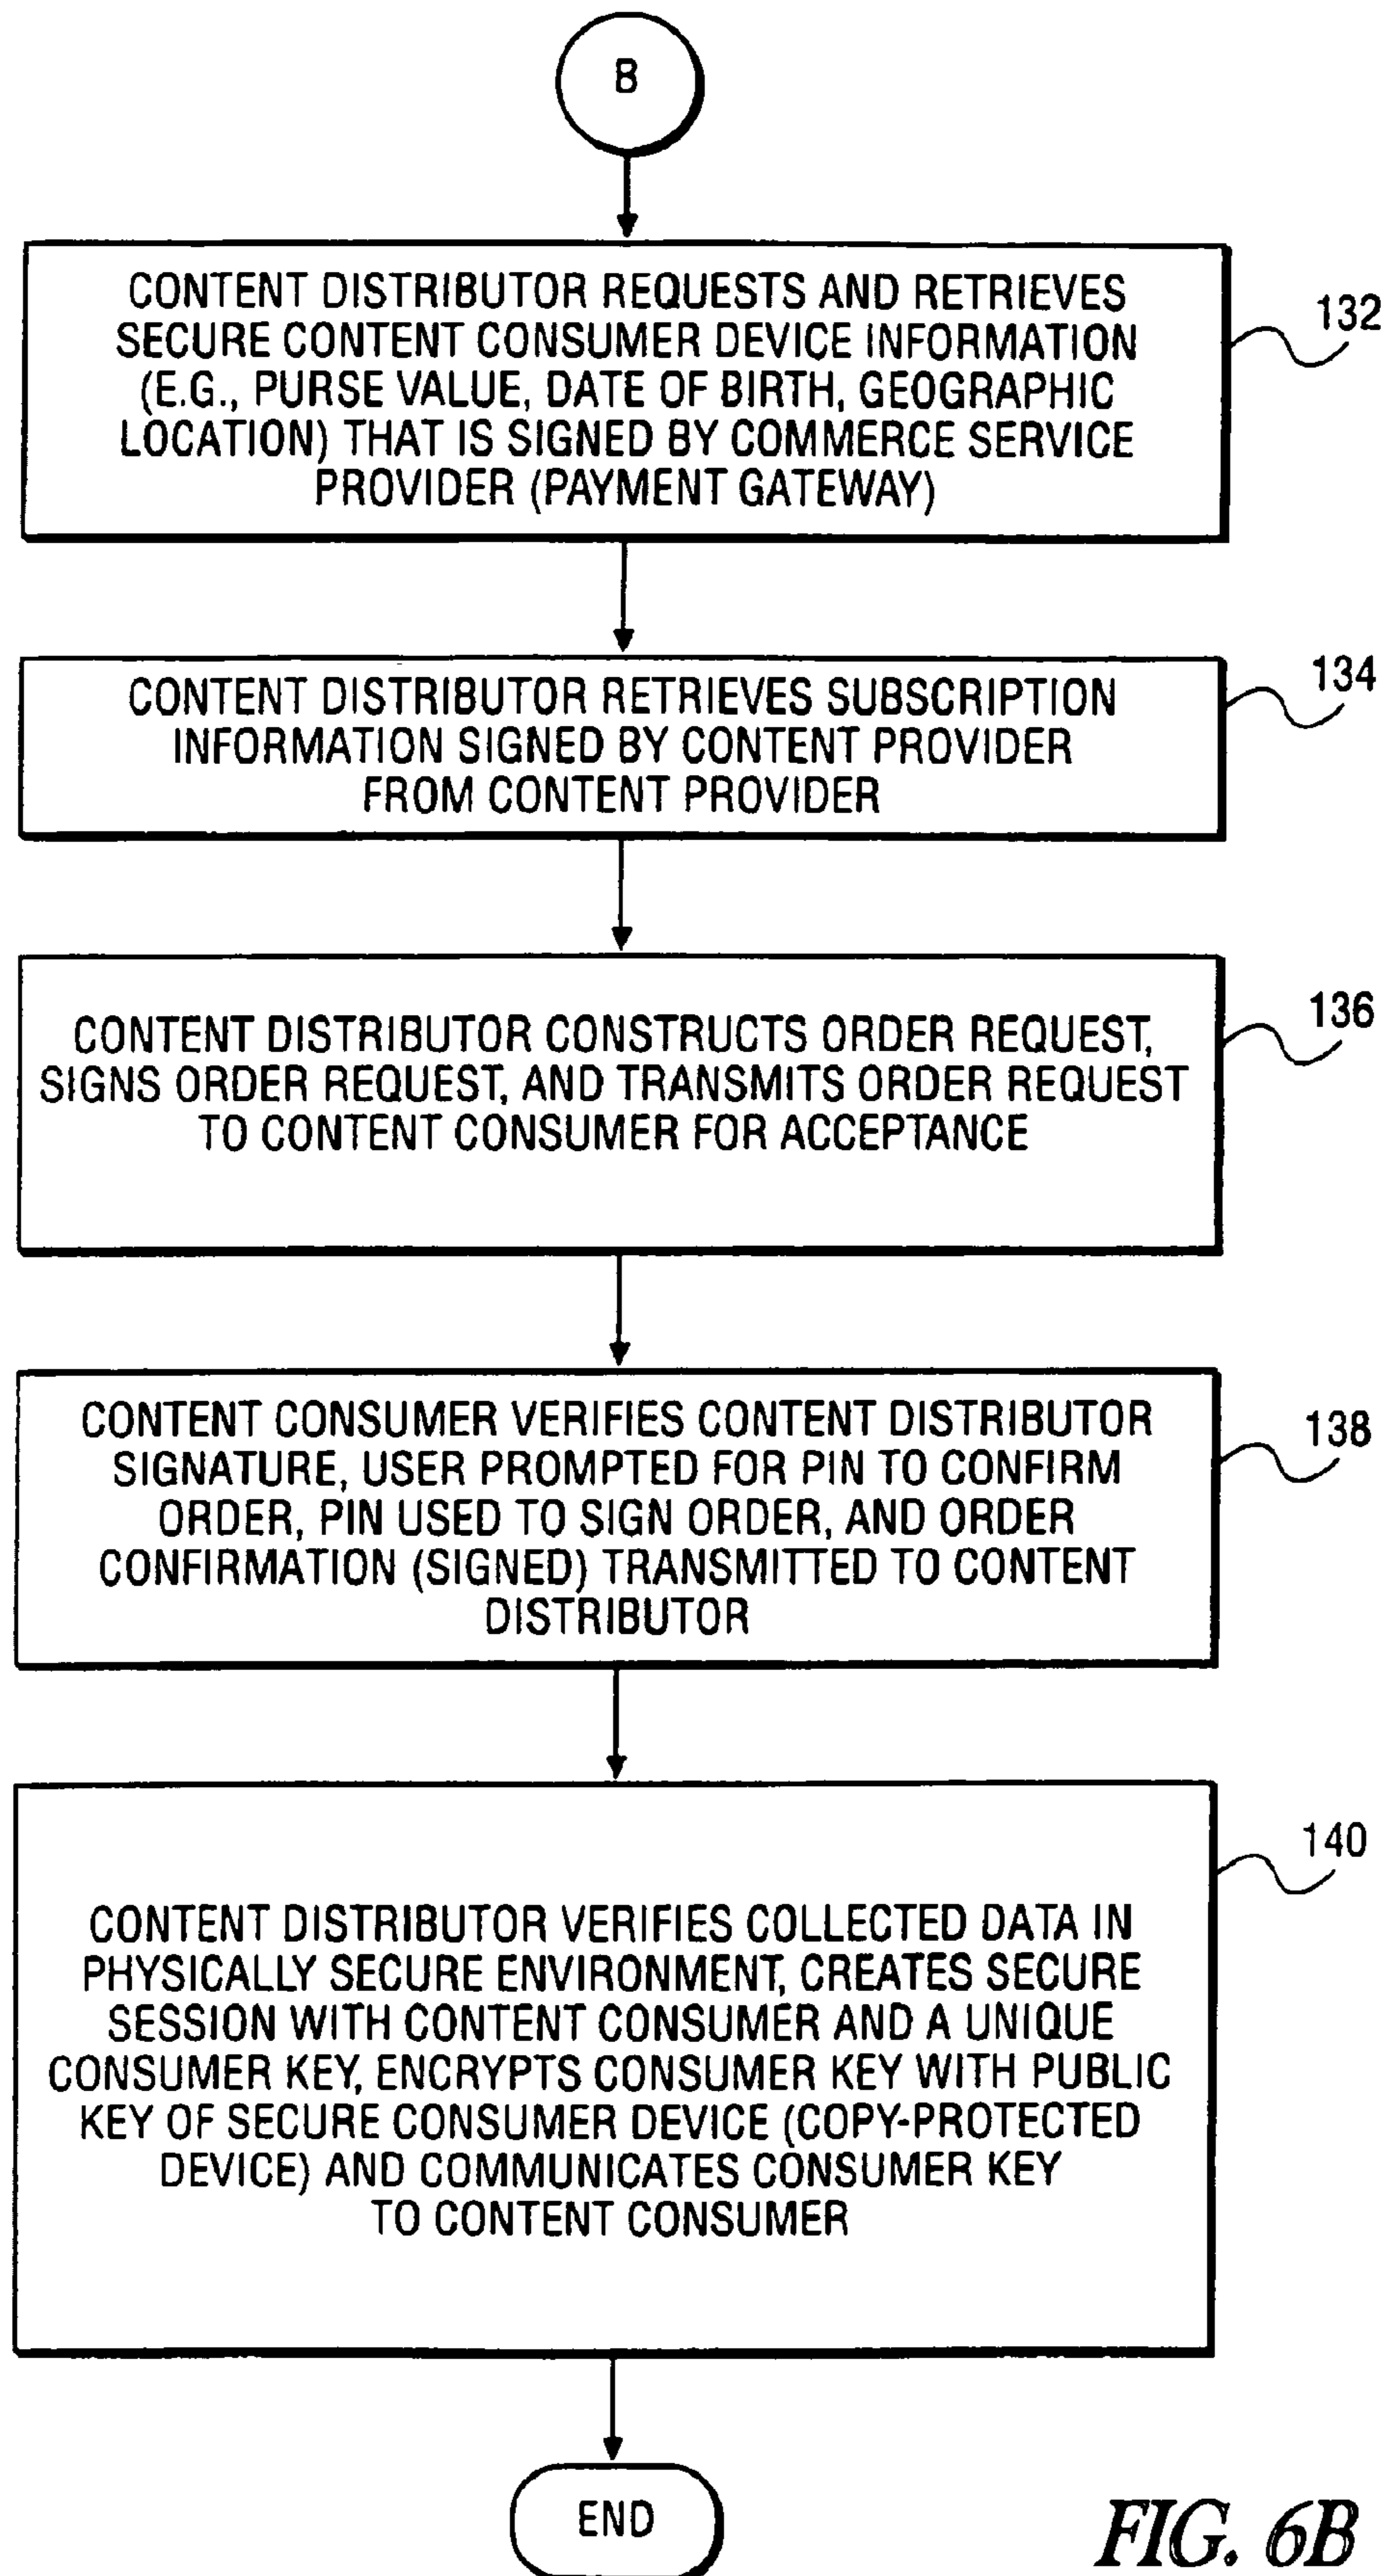 B
CONTENT DISTRIBUTOR REQUESTS AND RETRIEVES
SECURE CONTENT CONSUMER DEVICE INFORMATION
(E.G., PURSE VALUE, DATE OF BIRTH, GEOGRAPHIC
LOCATION) THAT IS SIGNED BY COMMERCE SERVICE
PROVIDER (PAYMENT GATEWAY)
132
CONTENT DISTRIBUTOR RETRIEVES SUBSCRIPTION
INFORMATION SIGNED BY CONTENT PROVIDER
FROM CONTENT PROVIDER
134
CONTENT DISTRIBUTOR CONSTRUCTS ORDER REQUEST,
SIGNS ORDER REQUEST, AND TRANSMITS ORDER REQUEST
TO CONTENT CONSUMER FOR ACCEPTANCE
136
CONTENT CONSUMER VERIFIES CONTENT DISTRIBUTOR
SIGNATURE, USER PROMPTED FOR PIN TO CONFIRM
ORDER, PIN USED TO SIGN ORDER, AND ORDER
CONFIRMATION (SIGNED) TRANSMITTED TO CONTENT
DISTRIBUTOR
138
CONTENT DISTRIBUTOR VERIFIES COLLECTED DATA IN
PHYSICALLY SECURE ENVIRONMENT, CREATES SECURE
SESSION WITH CONTENT CONSUMER AND A UNIQUE
CONSUMER KEY, ENCRYPTS CONSUMER KEY WITH PUBLIC
KEY OF SECURE CONSUMER DEVICE (COPY-PROTECTED
DEVICE) AND COMMUNICATES CONSUMER KEY
TO CONTENT CONSUMER
140
END
FIG. 6B